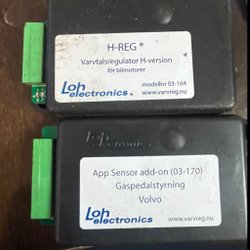 H-REG ®
Varvtalsregulator H-version
för bilmotorer
modellnr 03-164
Loh
electronics.
www.varvreg.nu
App Sensor add-on (03-170)
Gaspedalstyrning
Volvo
Loh
electronics
www.varvreg.nu